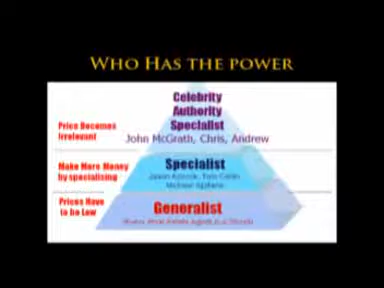 WHO HAS THE POWER
Celebrity
Authority
Specialist
Price Becomes
Irrelevant
John McGrath, Chris, Andrew
Make More Money
by specialising
Specialist
Prices Have
to be Low
Generalist